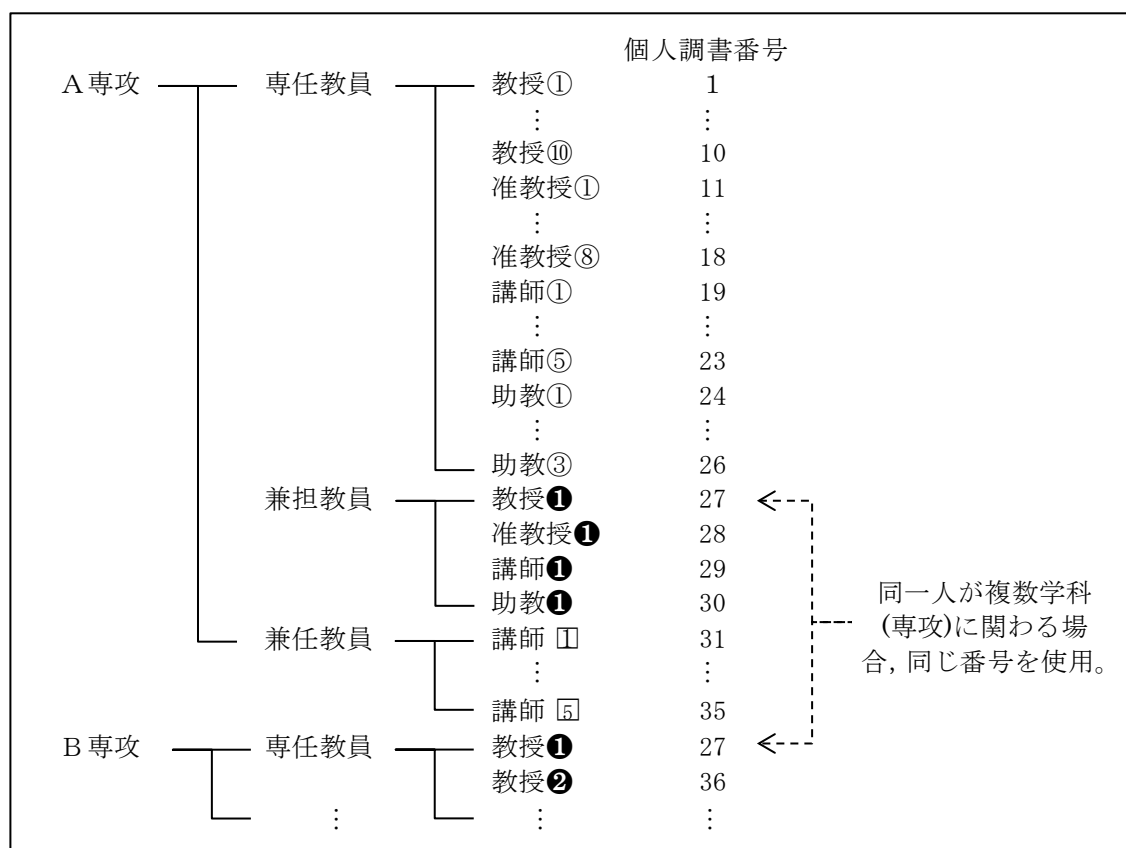 個人調書番号
A専攻 専任教員 教授① 1
⋮ ⋮
教授⑩ 10
准教授① 11
⋮ ⋮
准教授⑧ 18
講師① 19
⋮ ⋮
講師⑤ 23
助教① 24
⋮ ⋮
助教③ 26
兼担教員 教授❶ 27
准教授❶ 28
講師❶ 29
助教❶ 30
兼任教員 講師 1 31
⋮ ⋮
講師 5 35
B専攻 専任教員 教授❶ 27
教授❷ 36
⋮ ⋮ ⋮
同一人が複数学科
(専攻)に関わる場
合,同じ番号を使用。